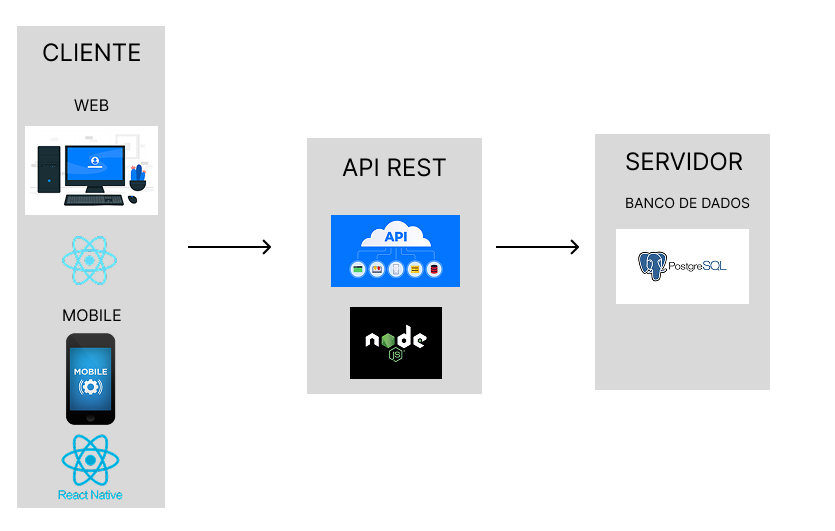 CLIENTE
WEB
MOBILE
MOBILE
React Native
API REST
API
node
JS
SERVIDOR
BANCO DE DADOS
PostgreSQL